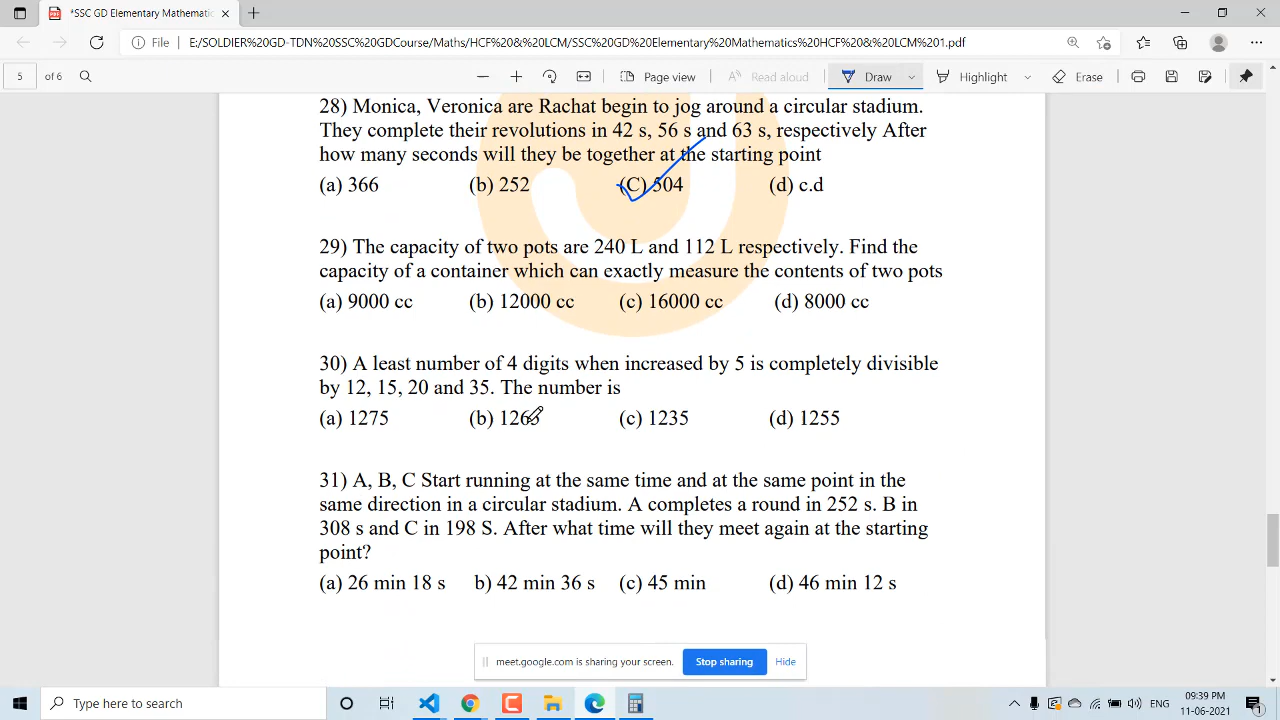 *SSC GD Elementary Mathematic
File
E:/SOLDIER%20GD-TDN%20SSC%20GDCourse/Maths/HCF%20&%20LCM/SSC%20GD%20Elementary%20Mathematics%20HCF%20&%20LCM%201.pdf
5 of 6
Page view
Read aloud
Draw
Highlight
Erase
28) Monica, Veronica are Rachat begin to jog around a circular stadium.
They complete their revolutions in 42 s, 56 s and 63 s, respectively After
how many seconds will they be together at the starting point
(a) 366 (b) 252 (C) 504 (d) c.d
29) The capacity of two pots are 240 L and 112 L respectively. Find the
capacity of a container which can exactly measure the contents of two pots
(a) 9000 cc (b) 12000 cc (c) 16000 cc (d) 8000 cc
30) A least number of 4 digits when increased by 5 is completely divisible
by 12, 15, 20 and 35. The number is
(a) 1275 (b) (c) 1235 (d) 1255
31) A, B, C Start running at the same time and at the same point in the
same direction in a circular stadium. A completes a round in 252 s. B in
308 s and C in 198 S. After what time will they meet again at the starting
point?
(a) 26 min 18 s b) 42 min 36 s (c) 45 min (d) 46 min 12 s
meet.google.com is sharing your screen.
Stop sharing
Hide
Type here to search
ENG
09:39 PM
11-06-2021
1